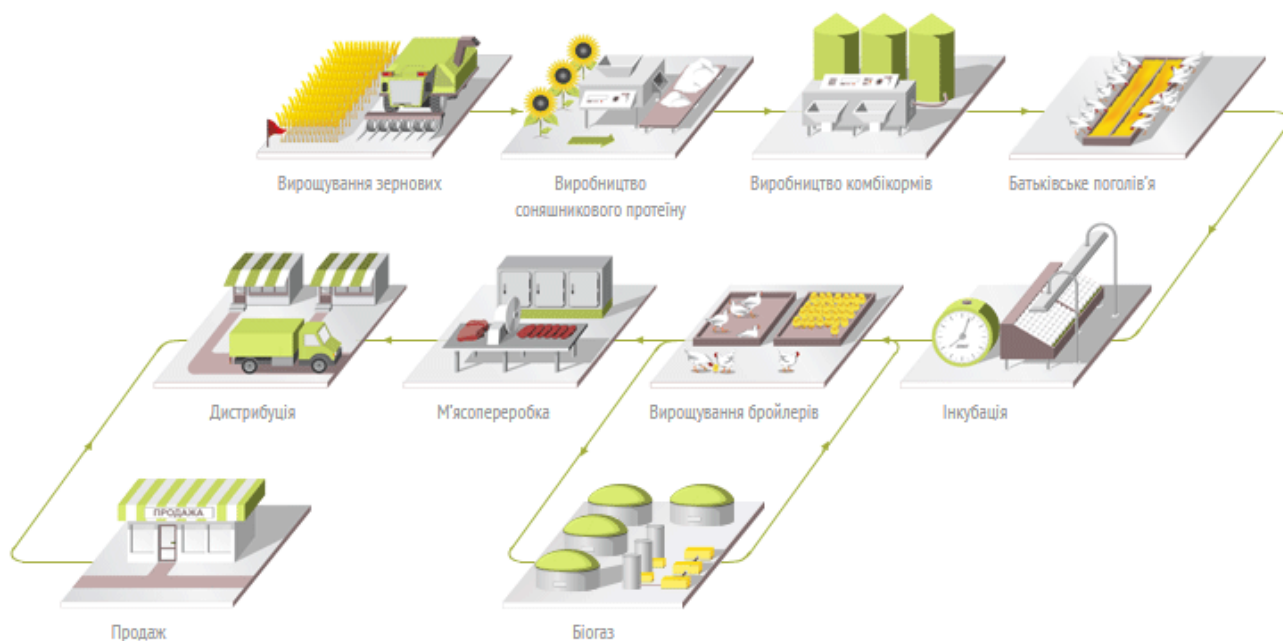 Вирощування зернових
Виробництво
соняшникового протеїну
Виробництво комбікормів
Батьківське поголів'я
Дистрибуція
М'ясопереробка
Вирощування бройлерів
Інкубація
ПРОДАЖА
Продаж
Біогаз